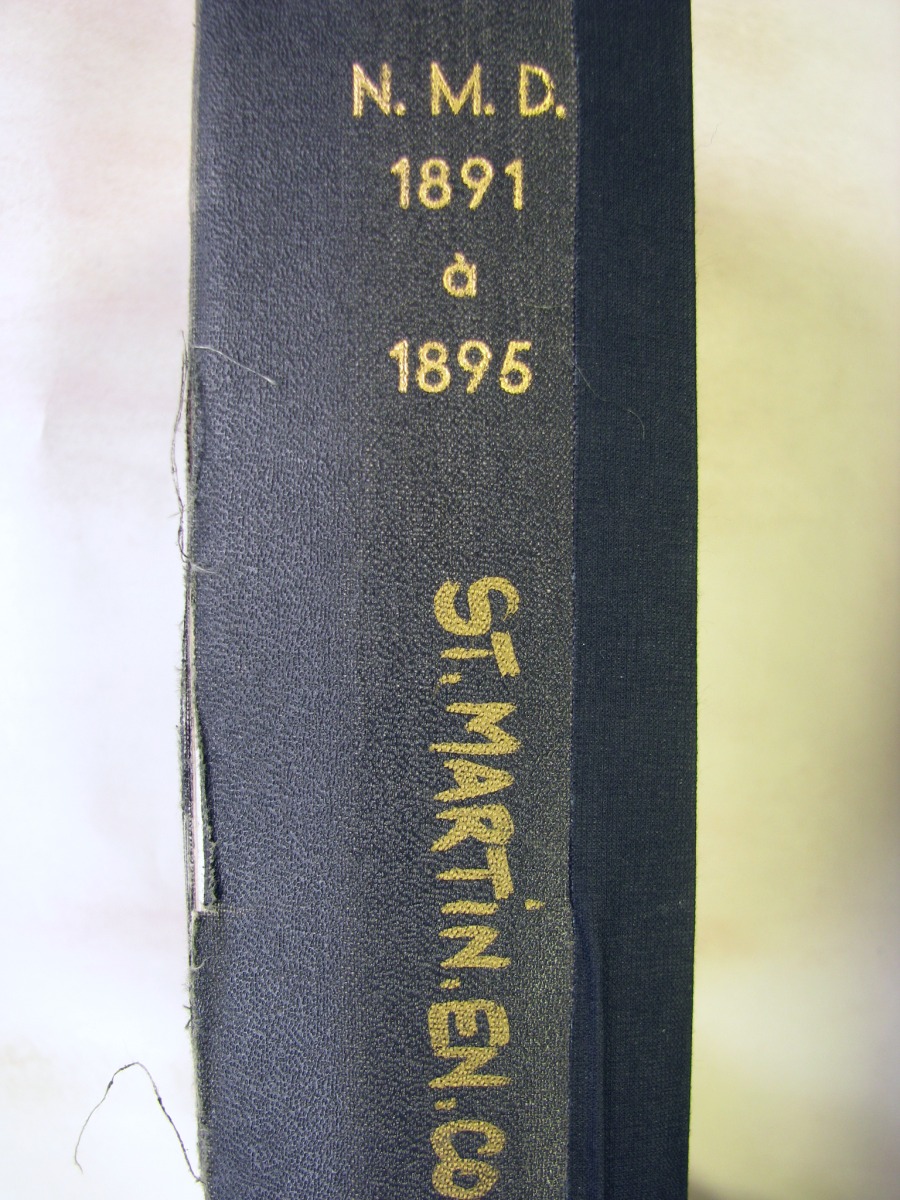 N. M. D.
1891
à
1895
ST. MARTIN. EN. CO